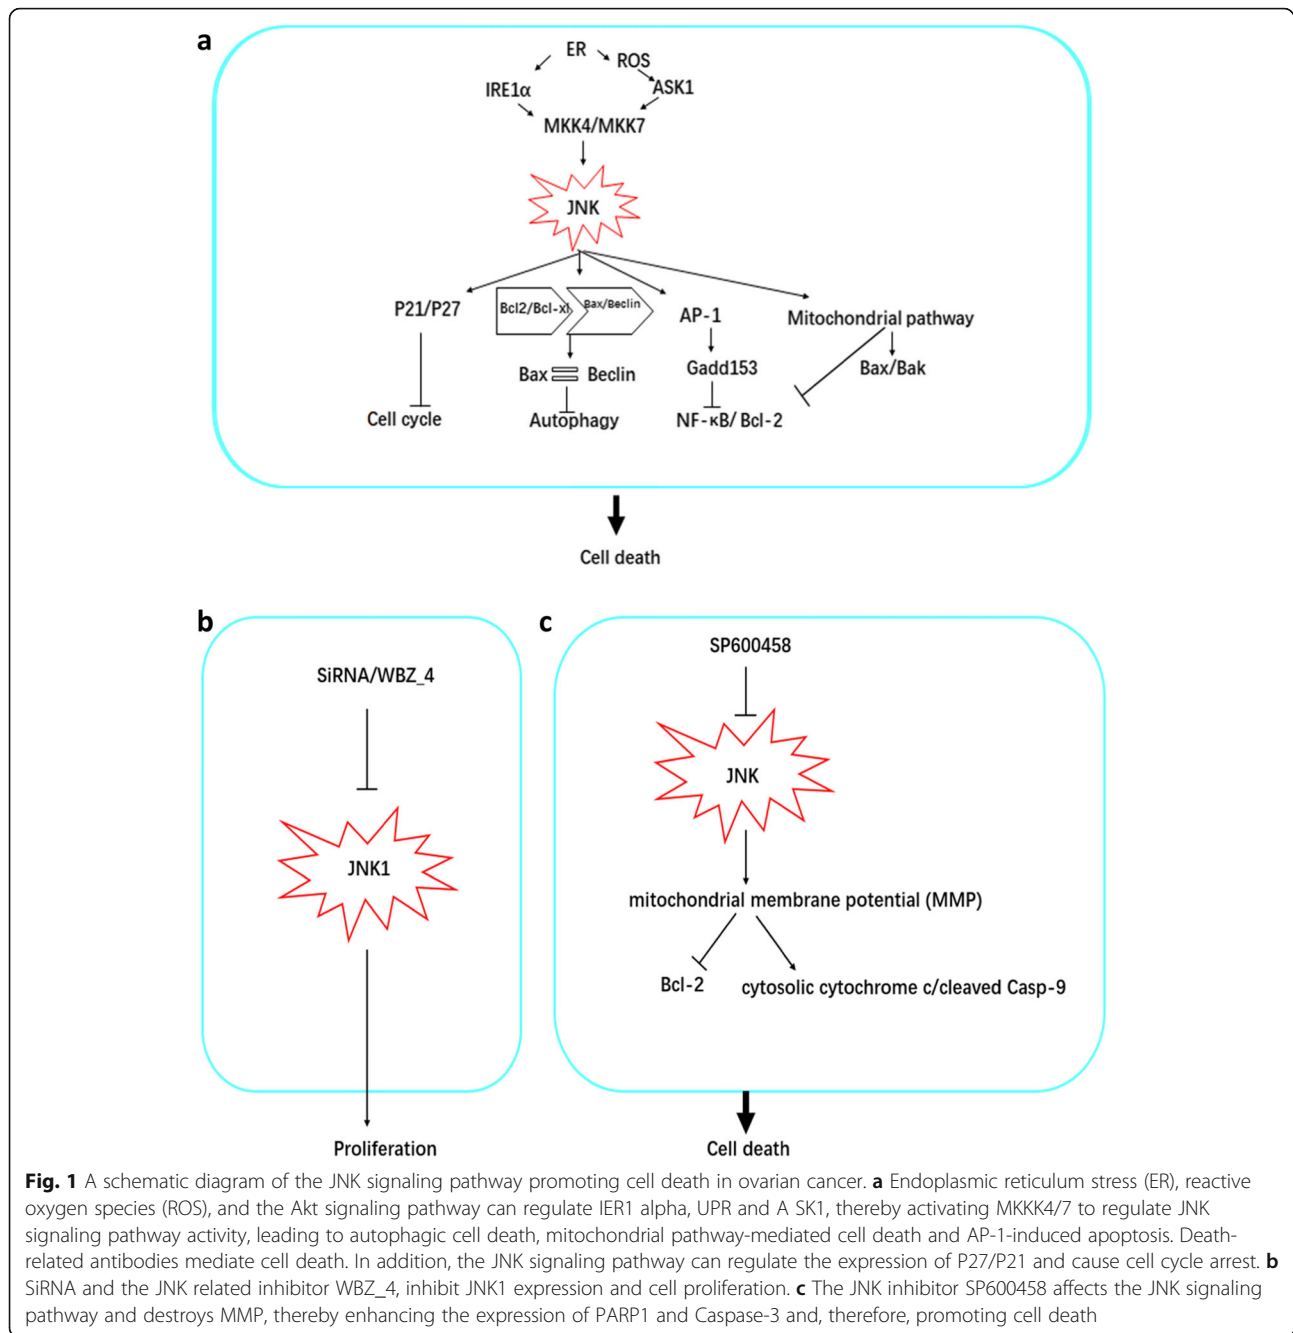 a
ER
ROS
IRE1α
ASK1
MKK4/MKK7
JNK
P21/P27
Bcl2/Bcl-xl
Bax/Beclin
AP-1
Mitochondrial pathway
Bax
Beclin
Gadd153
Bax/Bak
Cell cycle
Autophagy
NF-κB/ Bcl-2
Cell death
b
SiRNA/WBZ_4
JNK1
Proliferation
c
SP600458
JNK
mitochondrial membrane potential (MMP)
Bcl-2
cytosolic cytochrome c/cleaved Casp-9
Cell death
Fig. 1 A schematic diagram of the JNK signaling pathway promoting cell death in ovarian cancer. a Endoplasmic reticulum stress (ER), reactive
oxygen species (ROS), and the Akt signaling pathway can regulate IER1 alpha, UPR and A SK1, thereby activating MKKK4/7 to regulate JNK
signaling pathway activity, leading to autophagic cell death, mitochondrial pathway-mediated cell death and AP-1-induced apoptosis. Death-
related antibodies mediate cell death. In addition, the JNK signaling pathway can regulate the expression of P27/P21 and cause cell cycle arrest. b
SiRNA and the JNK related inhibitor WBZ_4, inhibit JNK1 expression and cell proliferation. c The JNK inhibitor SP600458 affects the JNK signaling
pathway and destroys MMP, thereby enhancing the expression of PARP1 and Caspase-3 and, therefore, promoting cell death